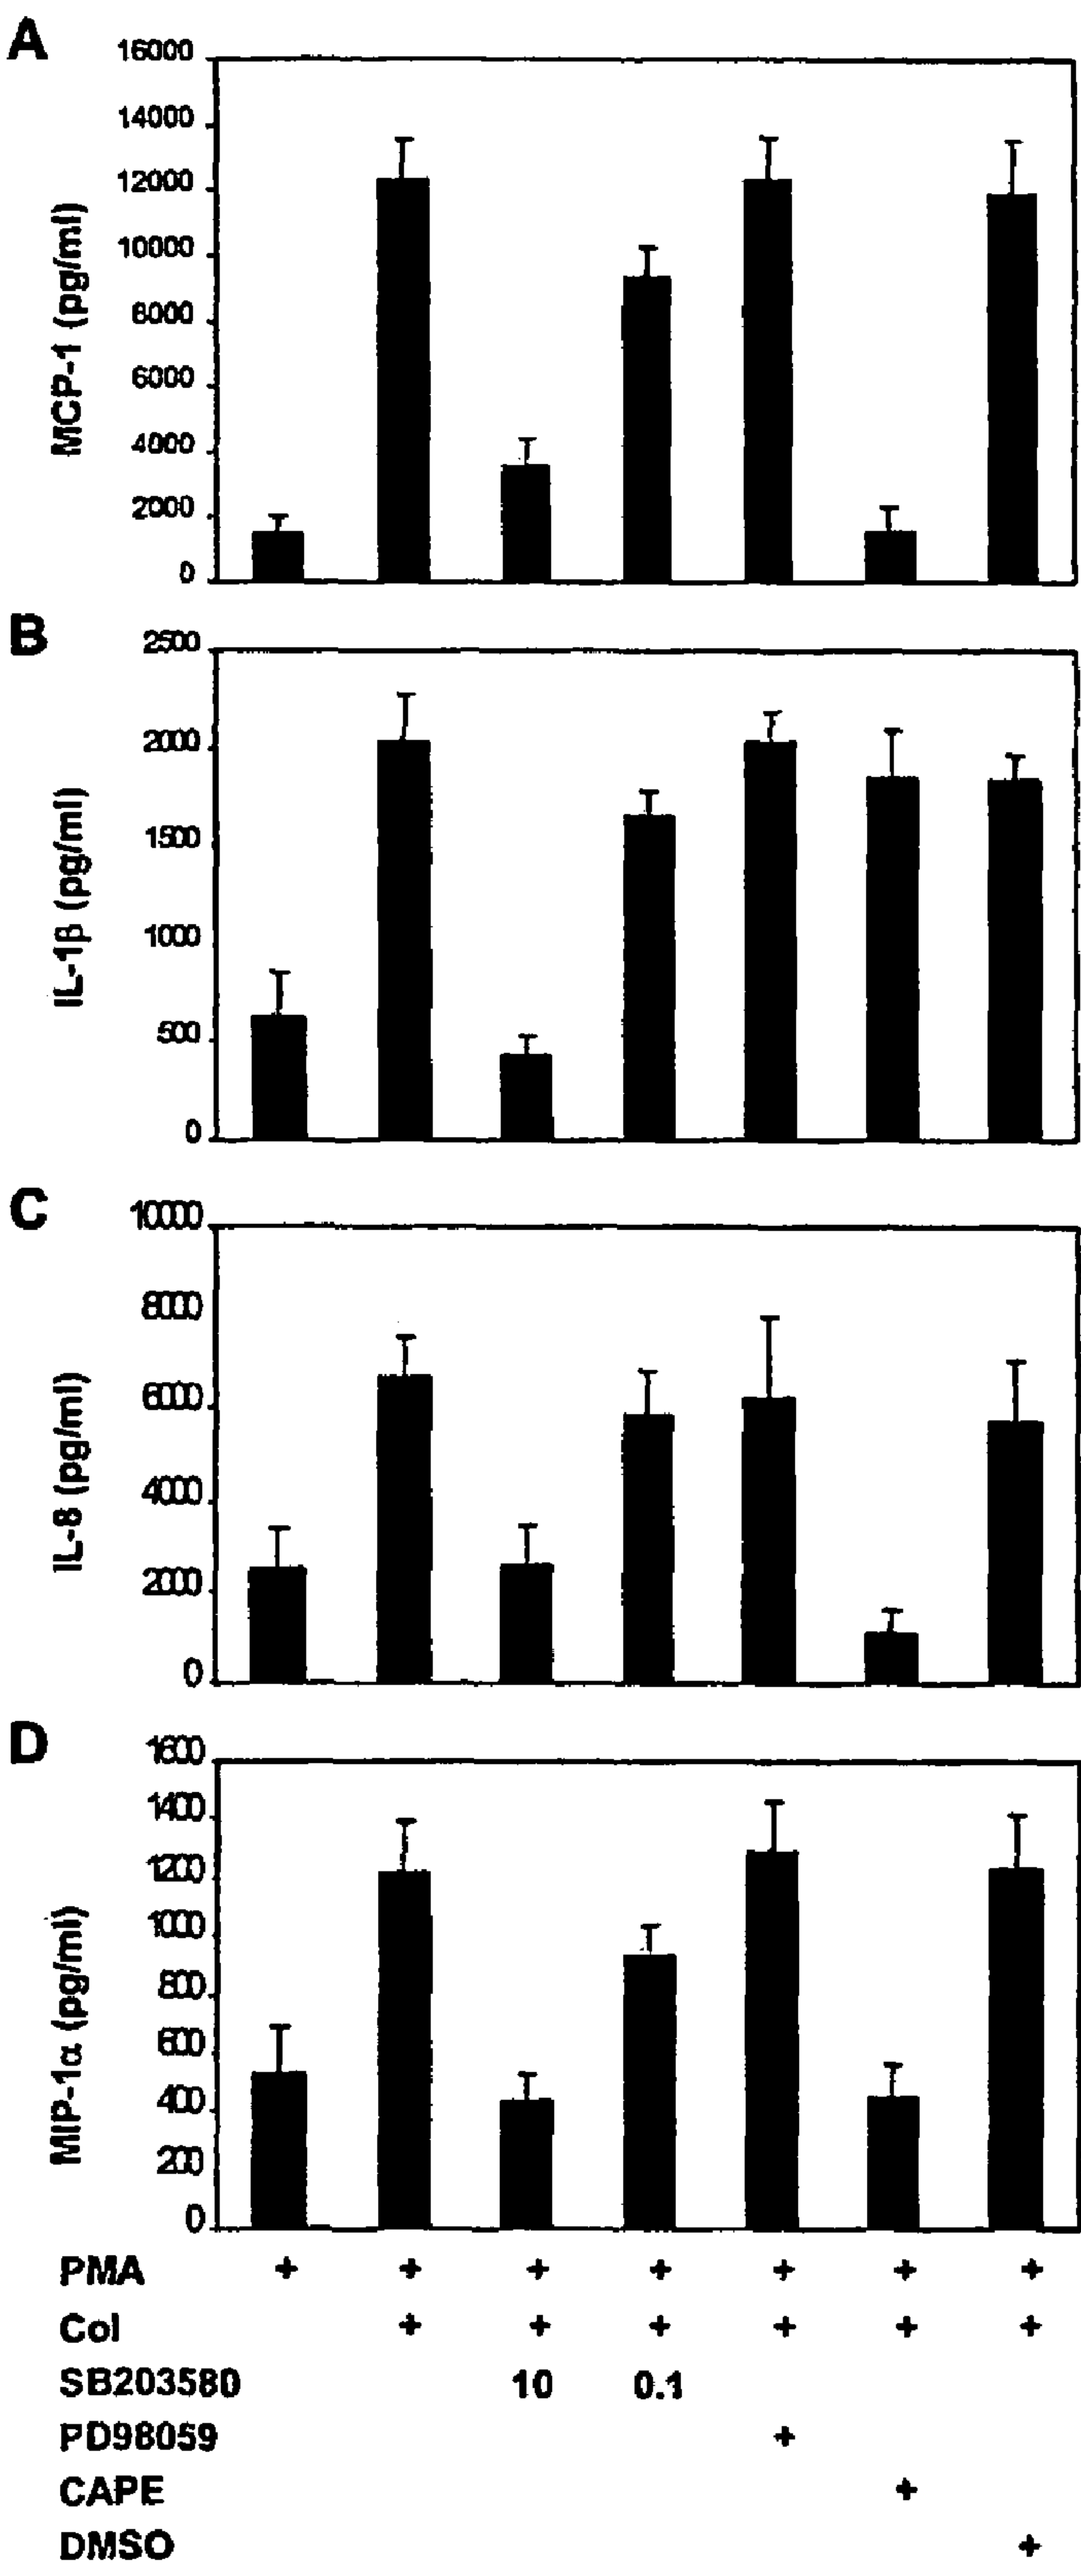 A
MCP-1 (pg/ml)
16000
14000
12000
10000
8000
6000
4000
2000
0
B
IL-1β (pg/ml)
2500
2000
1500
1000
500
0
C
IL-8 (pg/ml)
10000
8000
6000
4000
2000
0
D
MIP-1α (pg/ml)
1600
1400
1200
1000
800
600
400
200
0
PMA + + + + + + +
Col + + + + + +
SB203580 10 0.1
PD98059 +
CAPE +
DMSO +